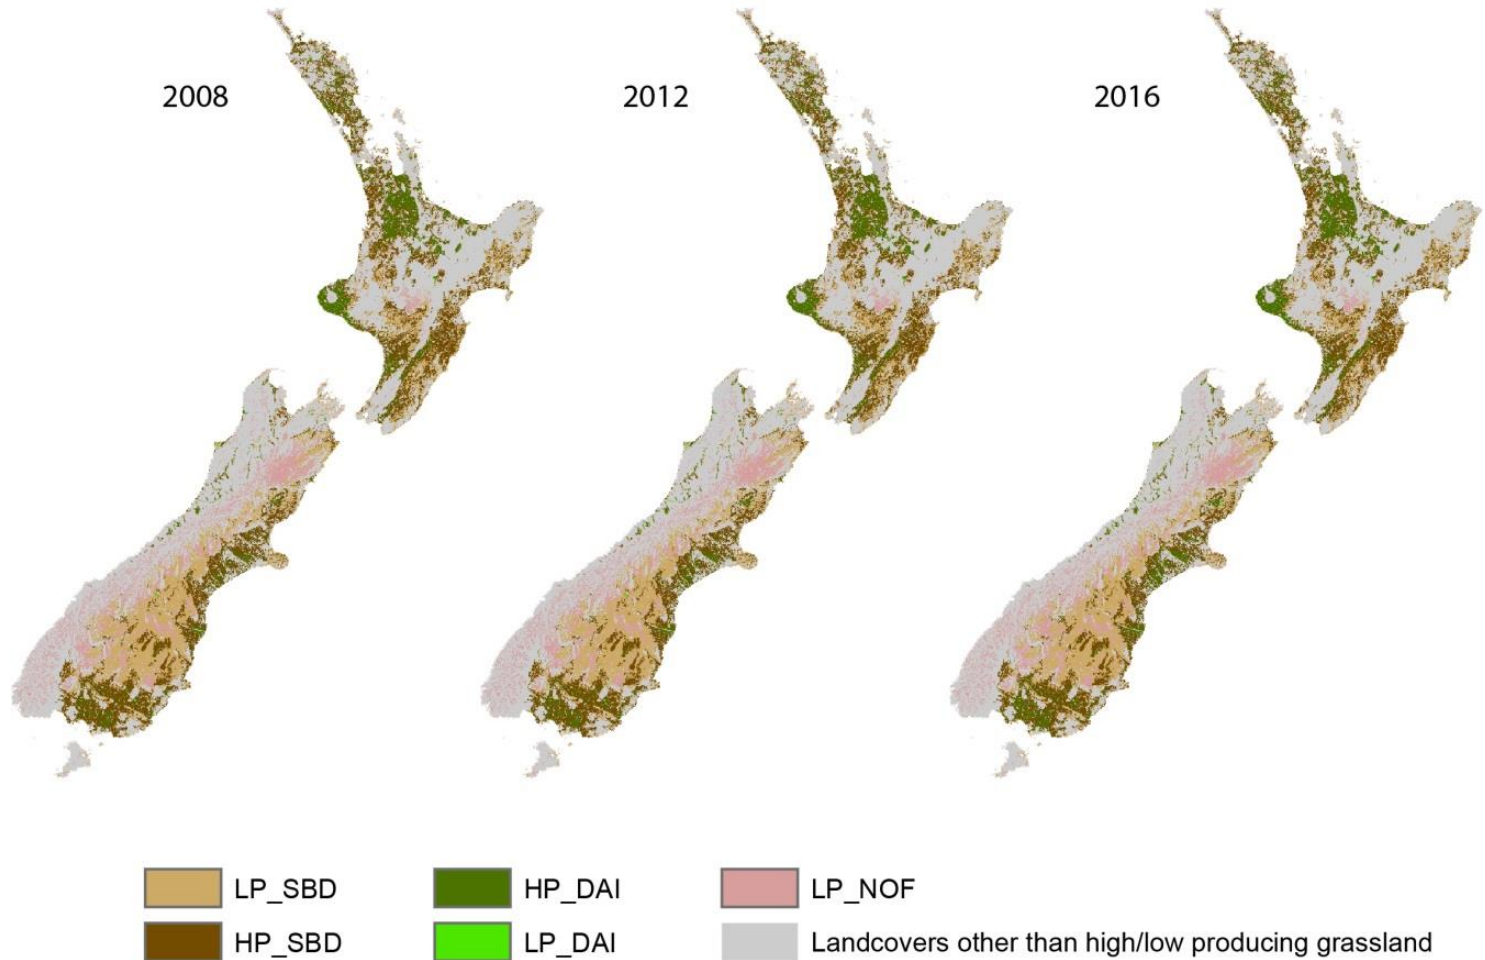 2008
2012
2016
LP_SBD
HP_DAI
LP_NOF
HP_SBD
LP_DAI
Landcovers other than high/low producing grassland